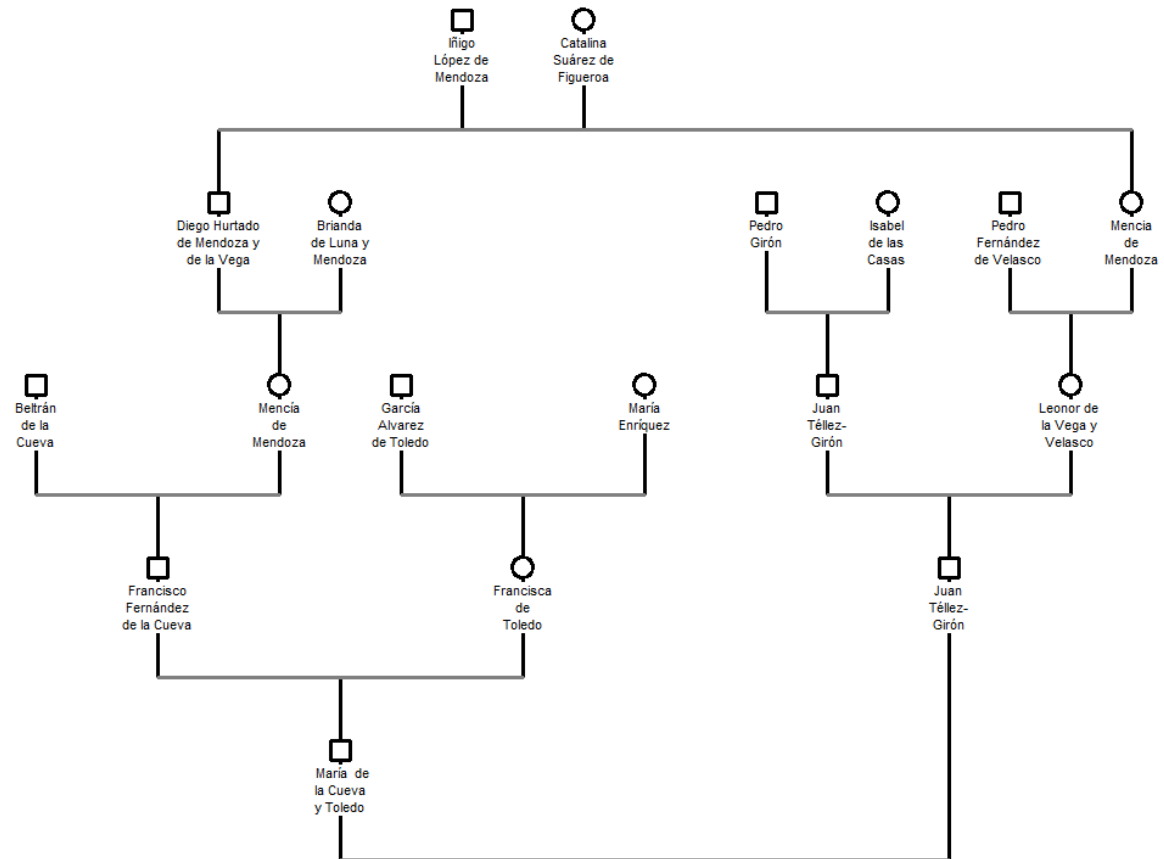 Iñigo
López de
Mendoza
Catalina
Suárez de
Figueroa
Diego Hurtado
de Mendoza y
de la Vega
Brianda
de Luna y
Mendoza
Pedro
Girón
Isabel
de las
Casas
Pedro
Fernández
de Velasco
Mencia
de
Mendoza
Beltrán
de la
Cueva
Mencía
de
Mendoza
García
Alvarez
de Toledo
María
Enríquez
Juan
Téllez-
Girón
Leonor de
la Vega y
Velasco
Francisco
Fernández
de la Cueva
Francisca
de
Toledo
Juan
Téllez-
Girón
María de
la Cueva
y Toledo